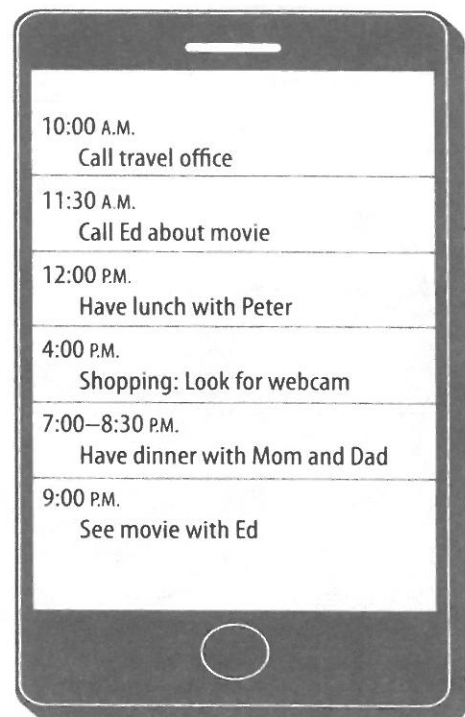 10:00 A.M.
Call travel office
11:30 A.M.
Call Ed about movie
12:00 P.M.
Have lunch with Peter
4:00 P.M.
Shopping: Look for webcam
7:00–8:30 P.M.
Have dinner with Mom and Dad
9:00 P.M.
See movie with Ed